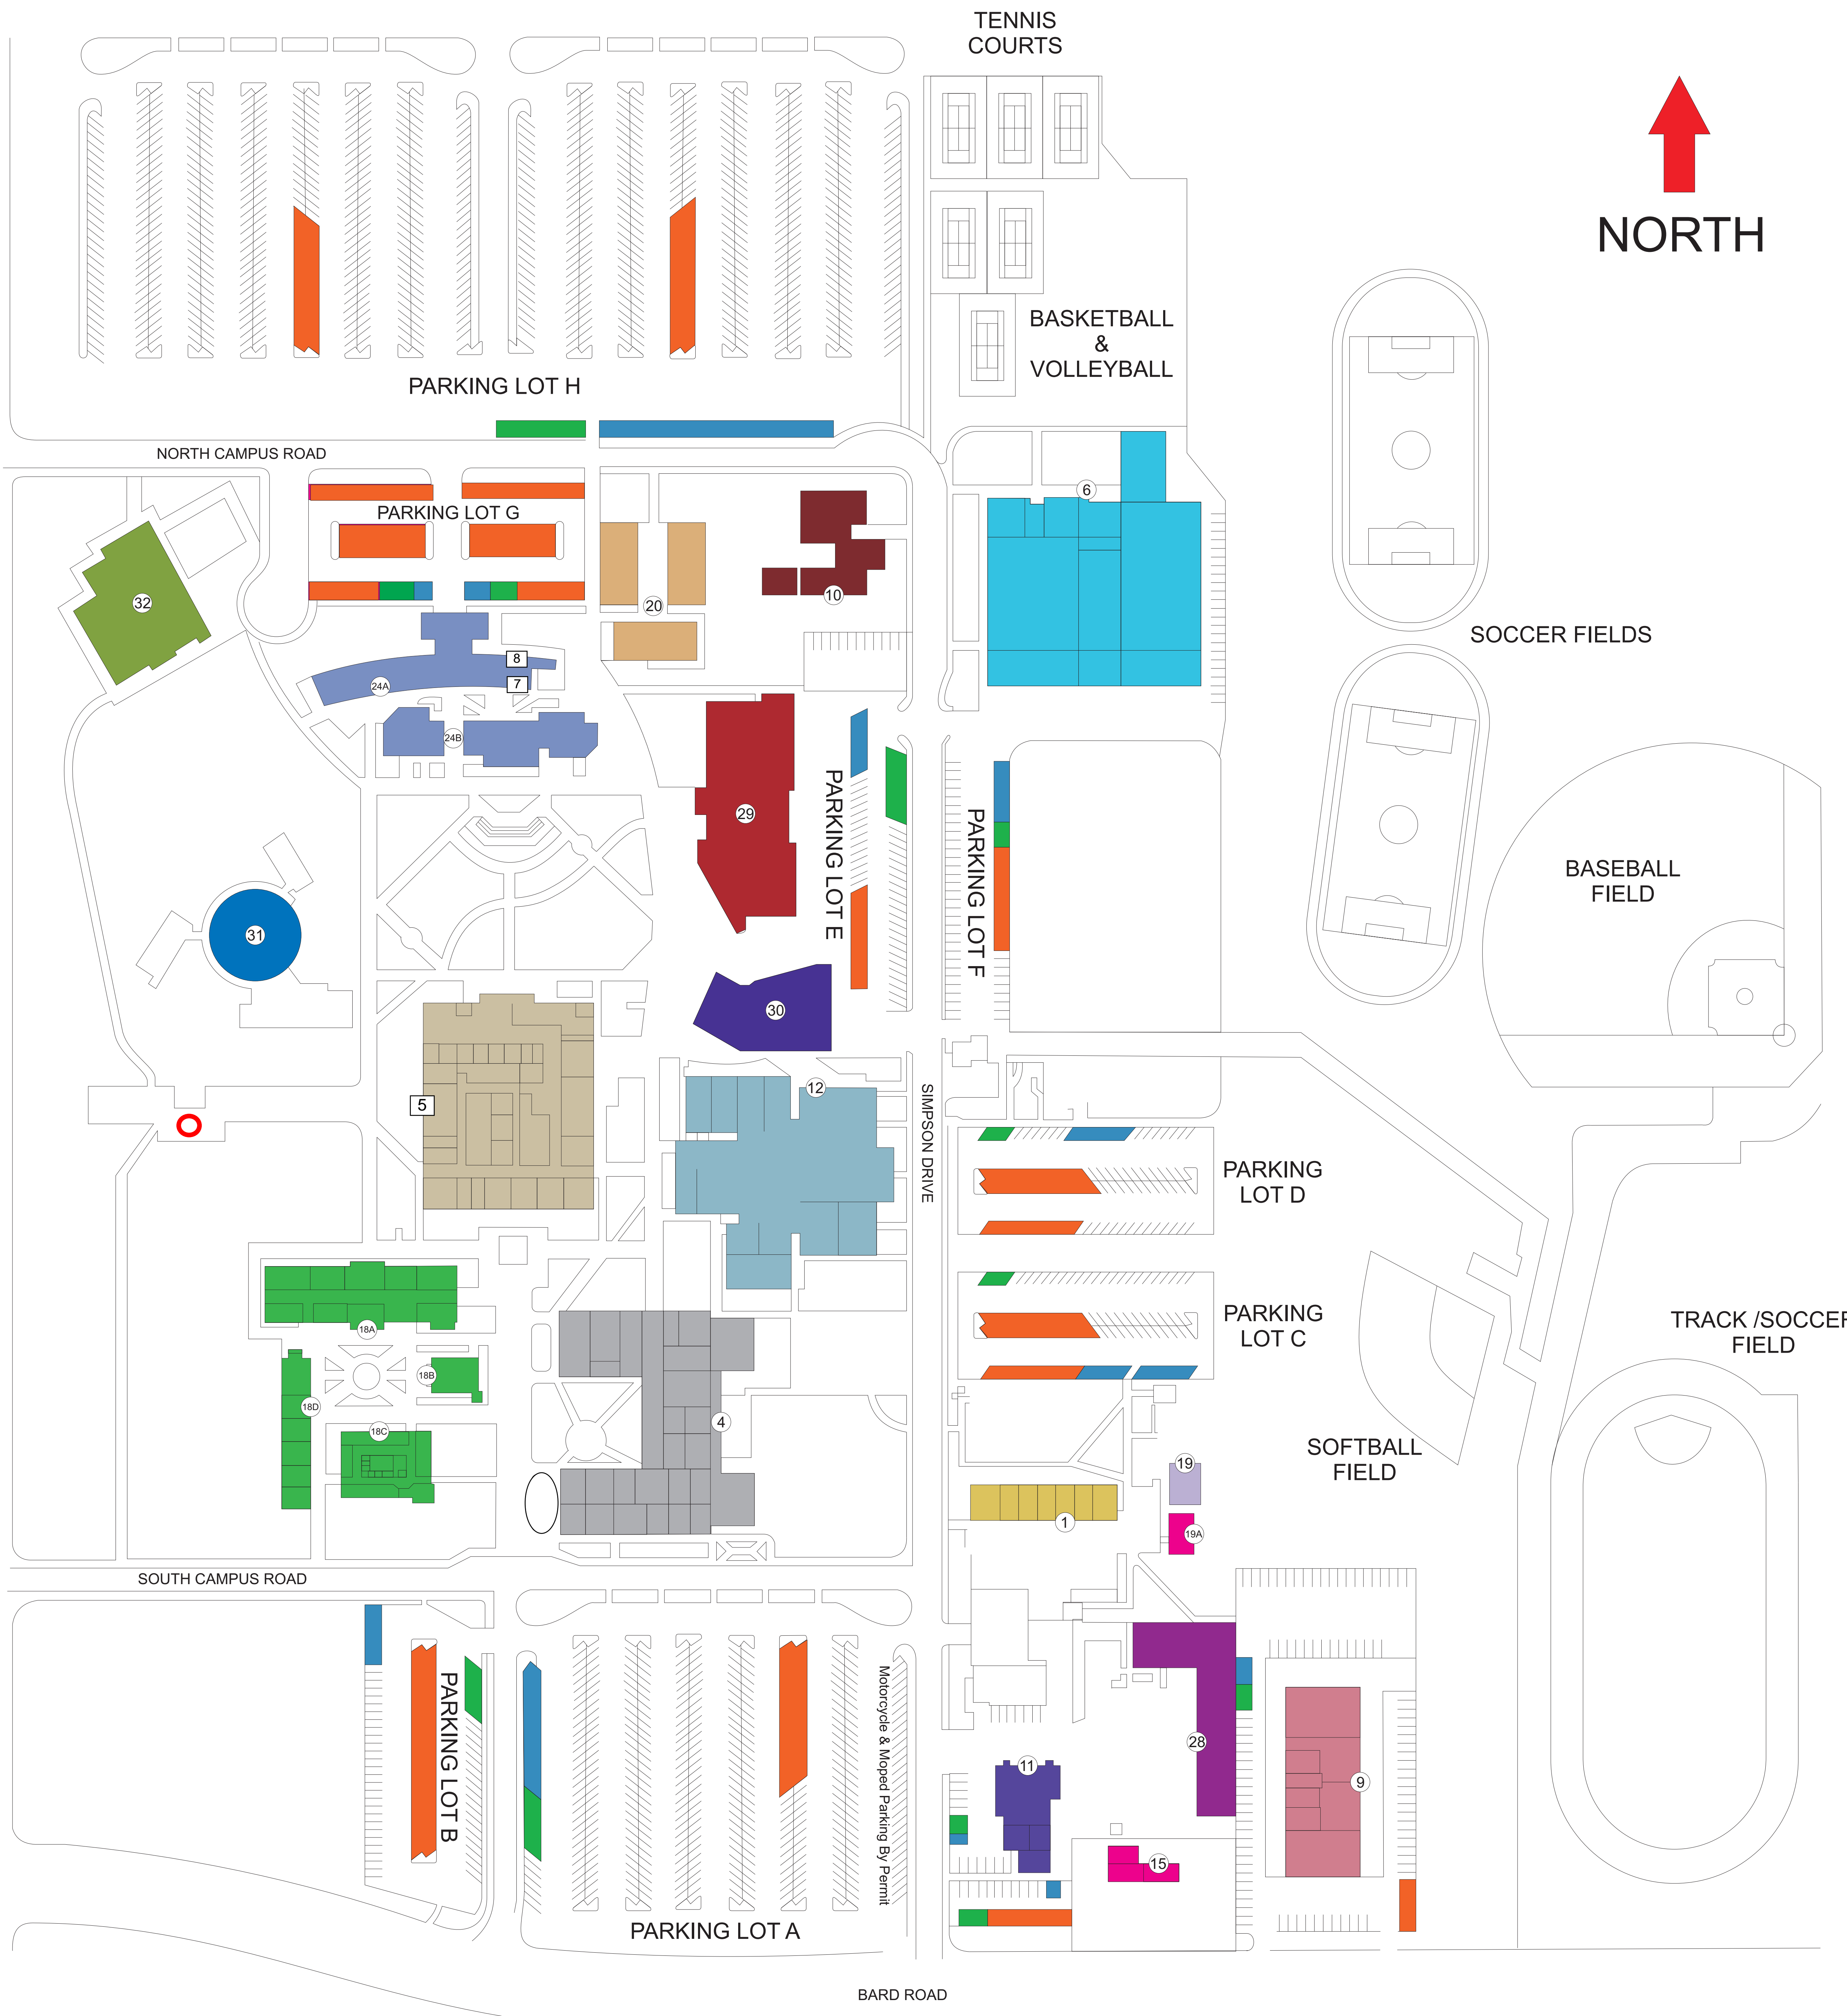 TENNIS
COURTS
NORTH
BASKETBALL
&
VOLLEYBALL
PARKING LOT H
NORTH CAMPUS ROAD
6
PARKING LOT G
32
10
20
SOCCER FIELDS
8
7
24A
24B
29
PARKING LOT E
PARKING LOT F
BASEBALL
FIELD
31
30
12
5
SIMPSON DRIVE
PARKING
LOT D
PARKING
LOT C
TRACK /SOCCER
FIELD
18A
18B
18D
18C
4
SOFTBALL
FIELD
19
1
19A
SOUTH CAMPUS ROAD
PARKING LOT B
Motorcycle & Moped Parking By Permit
28
11
9
15
PARKING LOT A
BARD ROAD